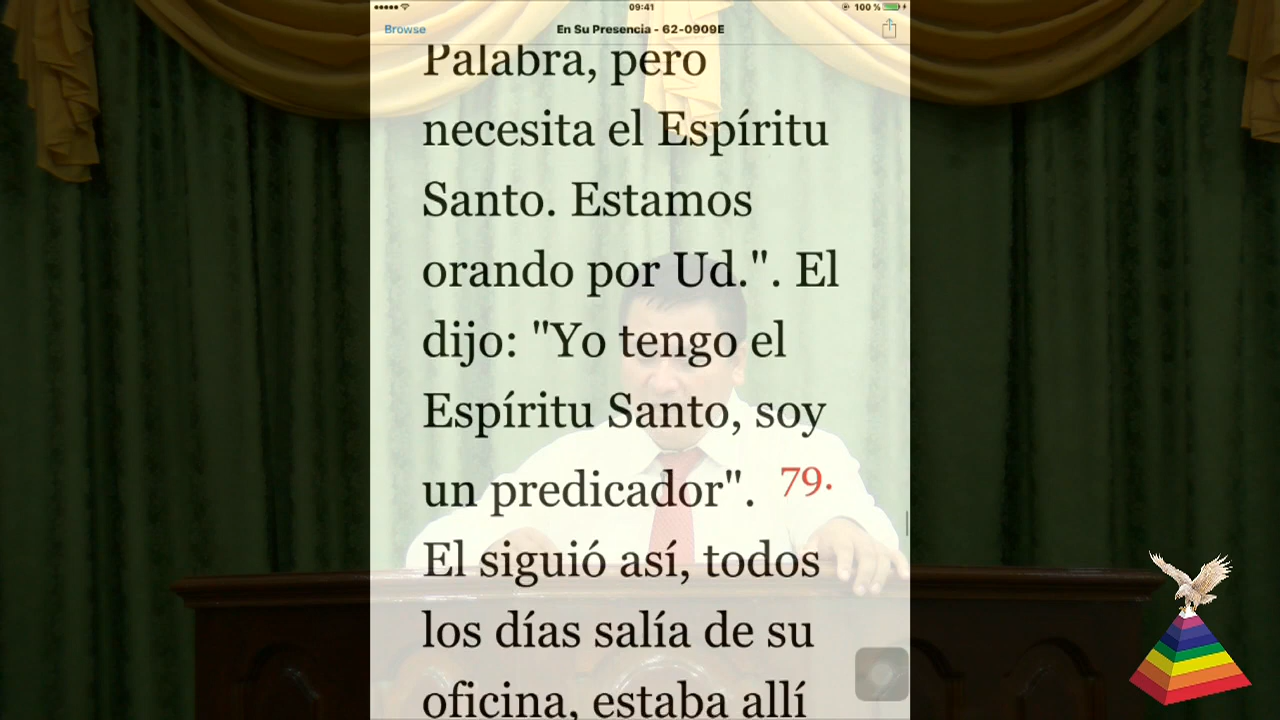 09:41
100 %
Browse
En Su Presencia - 62-0909E
Palabra, pero
necesita el Espíritu
Santo. Estamos
orando por Ud.". El
dijo: "Yo tengo el
Espíritu Santo, soy
un predicador". 79.
El siguió así, todos
los días salía de su
oficina, estaba allí